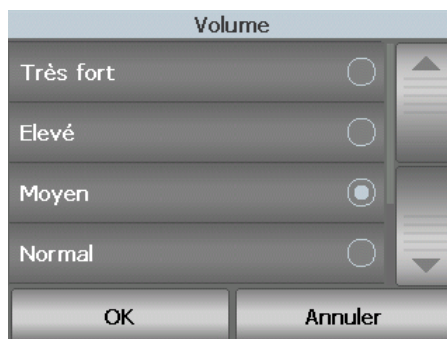 Volume
Très fort
Elevé
Moyen
Normal
OK
Annuler